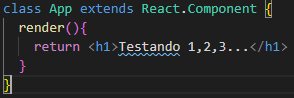 class App extends React.Component {
  render(){
    return <h1>Testando 1,2,3...</h1>
  }
}